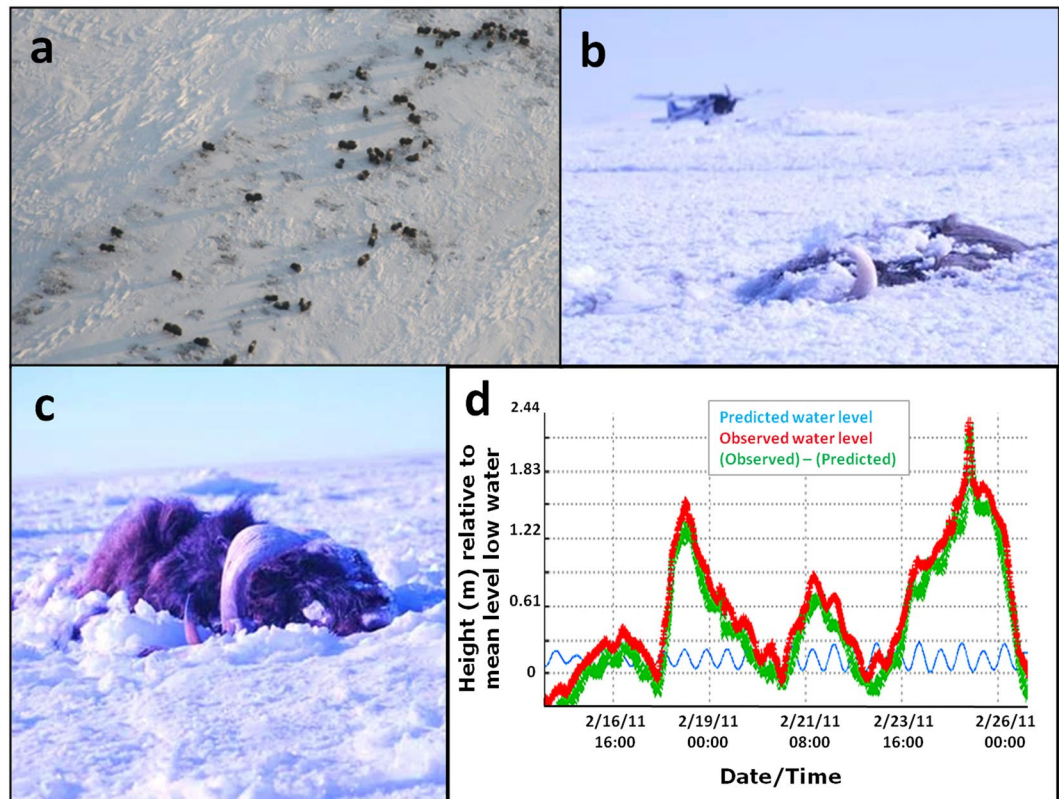 a
b
c
d
Height (m) relative to
mean level low water
2.44
1.83
1.22
0.61
0
Predicted water level
Observed water level
(Observed) – (Predicted)
2/16/11
16:00
2/19/11
00:00
2/21/11
08:00
2/23/11
16:00
2/26/11
00:00
Date/Time